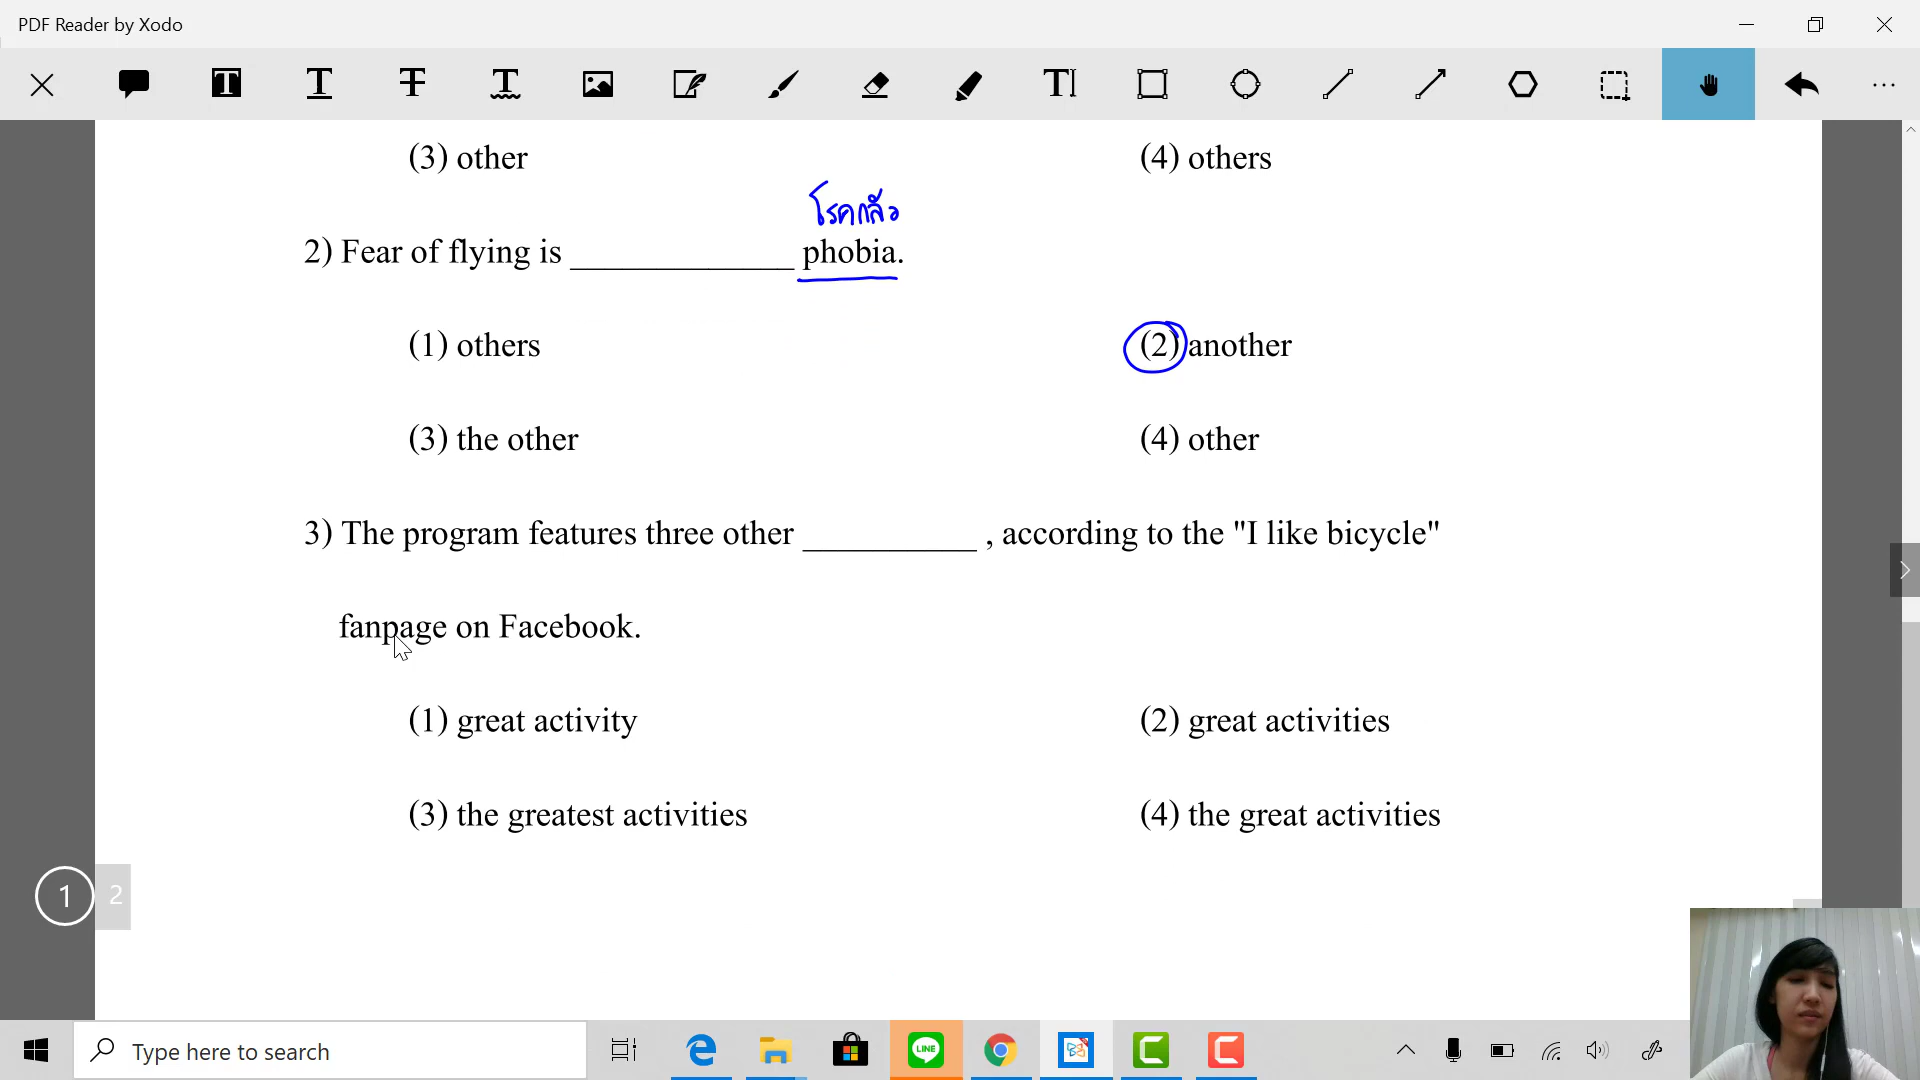 PDF Reader by Xodo
(3) other
(4) others
โรคกลัว
2) Fear of flying is _____________ phobia.
(1) others
(2) another
(3) the other
(4) other
3) The program features three other __________ , according to the "I like bicycle"
fanpage on Facebook.
(1) great activity
(2) great activities
(3) the greatest activities
(4) the great activities
1
2
Type here to search
LINE